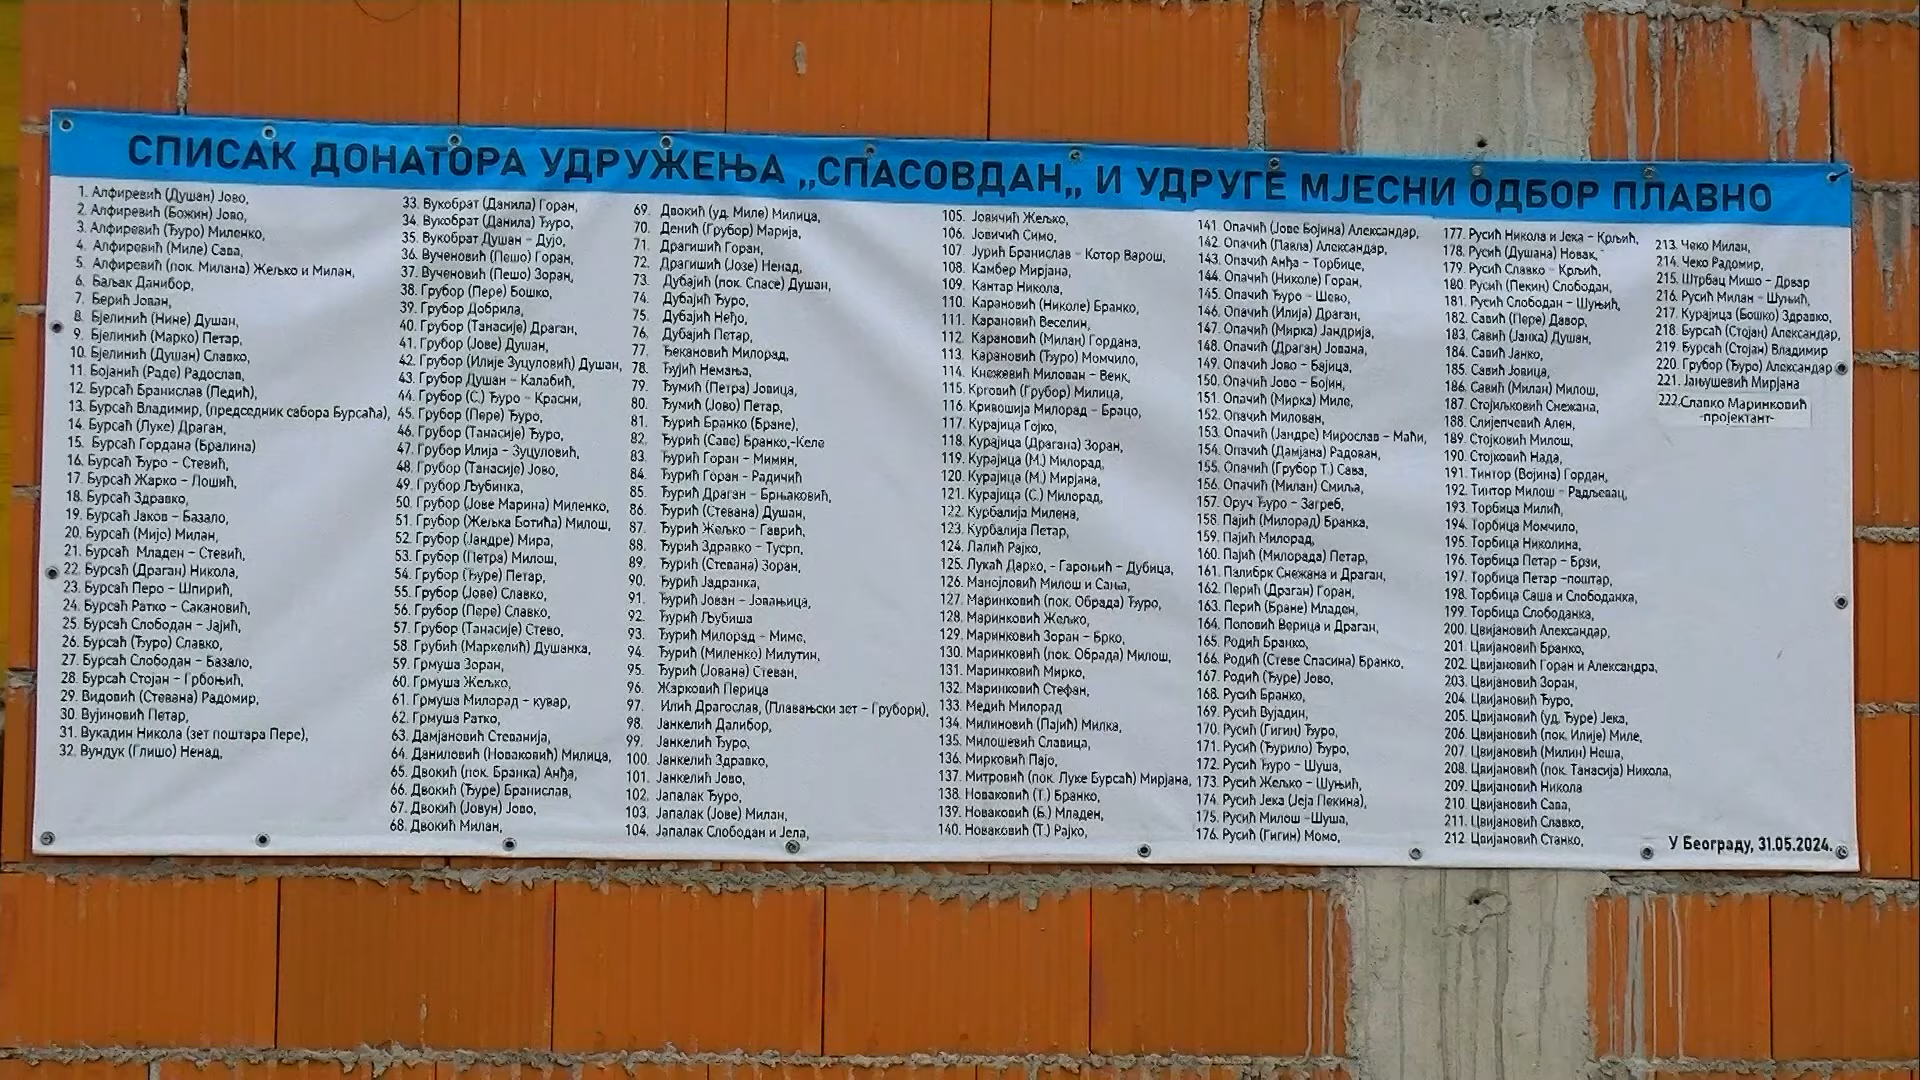 СПИСАК ДОНАТОРА УДРУЖЕЊА „СПАСОВДАН„ И УДРУГЕ МЈЕСНИ ОДБОР ПЛАВНО
1. Алфиревић (Душан) Јово,
2. Алфиревић (Божин) Јово,
3. Алфиревић (Ђуро) Миленко,
4. Алфиревић (Миле) Сава,
5. Алфиревић (пок. Милана) Жељко и Милан,
6. Баљак Данибор,
7. Берић Јован,
8. Бјелинић (Нине) Душан,
9. Бјелинић (Марко) Петар,
10. Бјелинић (Душан) Славко,
11. Бојанић (Раде) Радослав,
12. Бурсаћ Бранислав (Педић),
13. Бурсаћ Владимир, (председник сабора Бурсаћа),
14. Бурсаћ (Луке) Драган,
15. Бурсаћ Гордана (Бралина)
16. Бурсаћ Ђуро – Стевић,
17. Бурсаћ Жарко – Лошић,
18. Бурсаћ Здравко,
19. Бурсаћ Јаков – Базало,
20. Бурсаћ (Мијо) Милан,
21. Бурсаћ Младен – Стевић,
22. Бурсаћ (Драган) Никола,
23. Бурсаћ Перо – Шпирић,
24. Бурсаћ Ратко – Сакановић,
25. Бурсаћ Слободан – Јајић,
26. Бурсаћ (Ђуро) Славко,
27. Бурсаћ Слободан – Базало,
28. Бурсаћ Стојан – Грбоњић,
29. Видовић (Стевана) Радомир,
30. Вујиновић Петар,
31. Вукадин Никола (зет поштара Пере),
32. Вундук (Глишо) Ненад,
33. Вукобрат (Данила) Горан,
34. Вукобрат (Данила) Ђуро,
35. Вукобрат Душан – Дујо,
36. Вученовић (Пешо) Горан,
37. Вученовић (Пешо) Зоран,
38. Грубор (Пере) Бошко,
39. Грубор Добрила,
40. Грубор (Танасије) Драган,
41. Грубор (Јове) Душан,
42. Грубор (Илије Зуцуловић) Душан,
43. Грубор Душан – Калабић,
44. Грубор (С.) Ђуро – Красни,
45. Грубор (Пере) Ђуро,
46. Грубор (Танасије) Ђуро,
47. Грубор Илија – Зуцуловић,
48. Грубор (Танасије) Јово,
49. Грубор Љубинка,
50. Грубор (Јове Марина) Миленко,
51. Грубор (Жељка Ботића) Милош,
52. Грубор (Јандре) Мира,
53. Грубор (Петра) Милош,
54. Грубор (Ђуре) Петар,
55. Грубор (Јове) Славко,
56. Грубор (Пере) Славко,
57. Грубор (Танасије) Стево,
58. Грубић (Маркелић) Душанка,
59. Грмуша Зоран,
60. Грмуша Жељко,
61. Грмуша Милорад – кувар,
62. Грмуша Ратко,
63. Дамјановић Стеванија,
64. Даниловић (Новаковић) Милица,
65. Двокић (пок. Бранка) Анђа,
66. Двокић (Ђуре) Бранислав,
67. Двокић (Јовун) Јово,
68. Двокић Милан,
69. Двокић (уд. Миле) Милица,
70. Денић (Грубор) Марија,
71. Драгишић Горан,
72. Драгишић (Јозе) Ненад,
73. Дубајић (пок. Спасе) Душан,
74. Дубајић Ђуро,
75. Дубајић Неђо,
76. Дубајић Петар,
77. Ђекановић Милорад,
78. Ђујић Немања,
79. Ђумић (Петра) Јовица,
80. Ђумић (Јово) Петар,
81. Ђурић Бранко (Бране),
82. Ђурић (Саве) Бранко,-Келе
83. Ђурић Горан – Мимин,
84. Ђурић Горан – Радичић
85. Ђурић Драган – Брњаковић,
86. Ђурић (Стевана) Душан,
87. Ђурић Жељко – Гаврић,
88. Ђурић Здравко – Тусрп,
89. Ђурић (Стевана) Зоран,
90. Ђурић Јадранка,
91. Ђурић Јован – Јовањица,
92. Ђурић Љубиша
93. Ђурић Милорад – Миме,
94. Ђурић (Миленко) Милутин,
95. Ђурић (Јована) Стеван,
96. Жарковић Перица
97. Илић Драгослав, (Плавањски зет – Грубори),
98. Јанкелић Далибор,
99. Јанкелић Ђуро,
100. Јанкелић Здравко,
101. Јанкелић Јово,
102. Јапалак Ђуро,
103. Јапалак (Јове) Милан,
104. Јапалак Слободан и Јела,
105. Јовичић Жељко,
106. Јовичић Симо,
107. Јурић Бранислав – Котор Варош,
108. Камбер Мирјана,
109. Кантар Никола,
110. Карановић (Николе) Бранко,
111. Карановић Веселин,
112. Карановић (Милан) Гордана,
113. Карановић (Ђуро) Момчило,
114. Кнежевић Милован – Веик,
115. Крговић (Грубор) Милица,
116. Кривошија Милорад – Брацо,
117. Курајица Гојко,
118. Курајица (Драгана) Зоран,
119. Курајица (М.) Милорад,
120. Курајица (М.) Мирјана,
121. Курајица (С.) Милорад,
122. Курбалија Милена,
123. Курбалија Петар,
124. Лалић Рајко,
125. Лукаћ Дарко, - Гароњић – Дубица,
126. Манојловић Милош и Сања,
127. Маринковић (пок. Обрада) Ђуро,
128. Маринковић Жељко,
129. Маринковић Зоран – Брко,
130. Маринковић (пок. Обрада) Милош,
131. Маринковић Мирко,
132. Маринковић Стефан,
133. Медић Милорад
134. Милиновић (Пајић) Милка,
135. Милошевић Славица,
136. Мирковић Пајо,
137. Митровић (пок. Луке Бурсаћ) Мирјана,
138. Новаковић (Т.) Бранко,
139. Новаковић (Б.) Младен,
140. Новаковић (Т.) Рајко,
141. Опачић (Јове Бојина) Александар,
142. Опачић (Павла) Александар,
143. Опачић Анђа – Торбице,
144. Опачић (Николе) Горан,
145. Опачић Ђуро – Шево,
146. Опачић (Илија) Драган,
147. Опачић (Мирка) Јандрија,
148. Опачић (Драган) Јована,
149. Опачић Јово – Бајица,
150. Опачић Јово – Бојин,
151. Опачић (Мирка) Миле,
152. Опачић Милован,
153. Опачић (Јандре) Мирослав – Маћи,
154. Опачић (Дамјана) Радован,
155. Опачић (Грубор Т.) Сава,
156. Опачић (Милан) Смиља,
157. Оруч Ђуро – Загреб,
158. Пајић (Милорад) Бранка,
159. Пајић Милорад,
160. Пајић (Милорада) Петар,
161. Палибрк Снежана и Драган,
162. Перић (Драган) Горан,
163. Перић (Бране) Младен,
164. Поповић Верица и Драган,
165. Родић Бранко,
166. Родић (Стеве Спасина) Бранко,
167. Родић (Ђуре) Јово,
168. Русић Бранко,
169. Русић Вујадин,
170. Русић (Гигин) Ђуро,
171. Русић (Ђурило) Ђуро,
172. Русић Ђуро – Шуша,
173. Русић Жељко – Шуњић,
174. Русић Јека (Јеја Пекина),
175. Русић Милош –Шуша,
176. Русић (Гигин) Момо,
177. Русић Никола и Јека – Крљић,
178. Русић (Душана) Новак,
179. Русић Славко – Крљић,
180. Русић (Пекин) Слободан,
181. Русић Слободан – Шуњић,
182. Савић (Пере) Давор,
183. Савић (Јанка) Душан,
184. Савић Јанко,
185. Савић Јовица,
186. Савић (Милан) Милош,
187. Стојиљковић Снежана,
188. Слијепчевић Ален,
189. Стојковић Милош,
190. Стојковић Нада,
191. Тинтор (Војина) Гордан,
192. Тинтор Милош – Радљевац,
193. Торбица Милић,
194. Торбица Момчило,
195. Торбица Николина,
196. Торбица Петар – Брзи,
197. Торбица Петар –поштар,
198. Торбица Саша и Слободанка,
199. Торбица Слободанка,
200. Цвијановић Александар,
201. Цвијановић Бранко,
202. Цвијановић Горан и Александра,
203. Цвијановић Зоран,
204. Цвијановић Ђуро,
205. Цвијановић (уд. Ђуре) Јека,
206. Цвијановић (пок. Илије) Миле,
207. Цвијановић (Милин) Неша,
208. Цвијановић (пок. Танасија) Никола,
209. Цвијановић Никола
210. Цвијановић Сава,
211. Цвијановић Славко,
212. Цвијановић Станко,
213. Чеко Милан,
214. Чеко Радомир,
215. Штрбац Мишо – Дрвар
216. Русић Милан – Шуњић,
217. Курајица (Бошко) Здравко,
218. Бурсаћ (Стојан) Александар,
219. Бурсаћ (Стојан) Владимир
220. Грубор (Ђуро) Александар
221. Јањушевић Мирјана
222.Славко Маринковић
-пројектант-
У Београду, 31.05.2024.